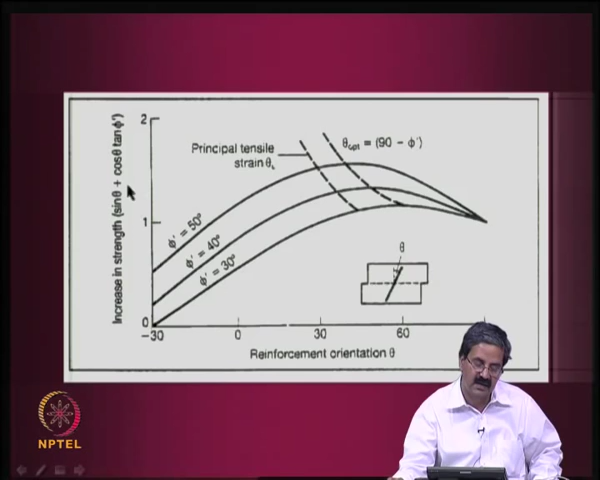 2
Principal tensile
strain θε
θopt = (90 – ϕ')
1
ϕ' = 50°
ϕ' = 40°
ϕ' = 30°
θ
0
-30
0
30
60
Reinforcement orientation θ
Increase in strength (sinθ + cosθ tanϕ')
NPTEL